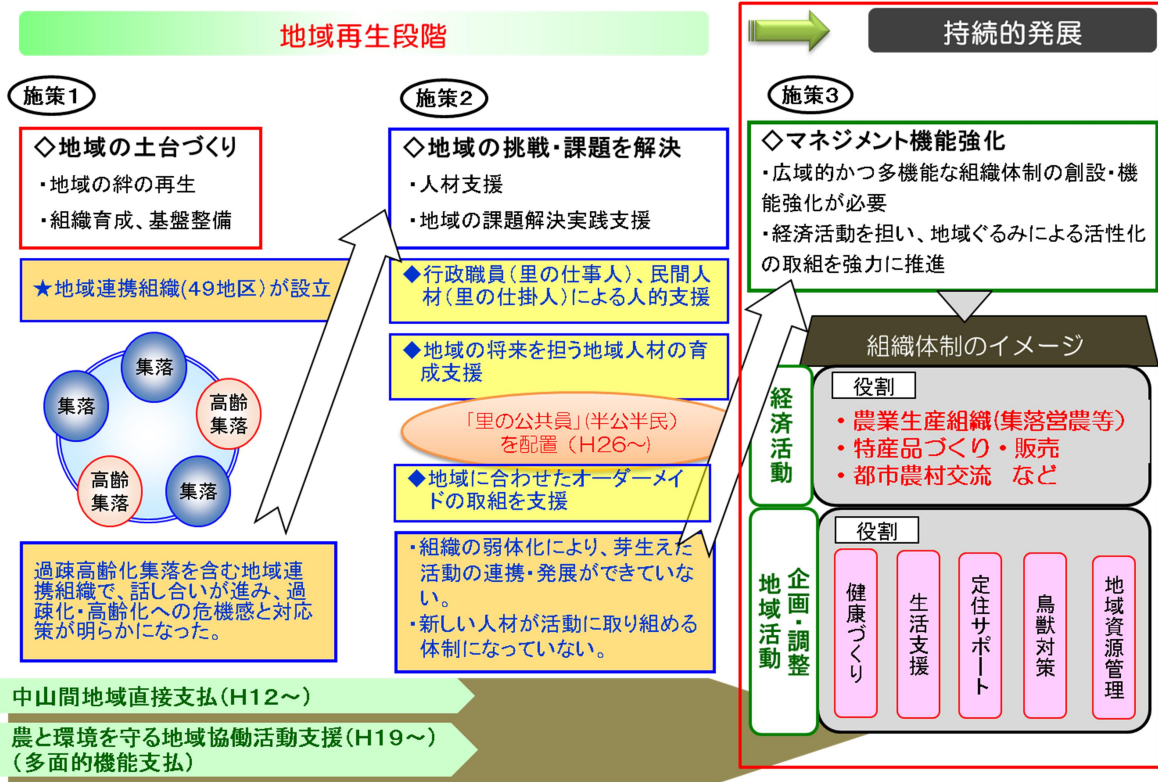 地域再生段階
持続的発展
施策1
◇地域の土台づくり
・地域の絆の再生
・組織育成、基盤整備
★地域連携組織(49地区)が設立
集落
集落
高齢
集落
高齢
集落
集落
過疎高齢化集落を含む地域連
携組織で、話し合いが進み、過
疎化・高齢化への危機感と対応
策が明らかになった。
施策2
◇地域の挑戦・課題を解決
・人材支援
・地域の課題解決実践支援
◆行政職員(里の仕事人)、民間人
材(里の仕掛人)による人的支援
◆地域の将来を担う地域人材の育
成支援
「里の公共員」(半公半民)
を配置（H26～）
◆地域に合わせたオーダーメイ
ドの取組を支援
・組織の弱体化により、芽生えた
活動の連携・発展ができていな
い。
・新しい人材が活動に取り組める
体制になっていない。
施策3
◇マネジメント機能強化
・広域的かつ多機能な組織体制の創設・機
能強化が必要
・経済活動を担い、地域ぐるみによる活性化
の取組を強力に推進
組織体制のイメージ
経済活動
役割
・農業生産組織(集落営農等)
・特産品づくり・販売
・都市農村交流　など
企画・調整
地域活動
役割
健康づくり
生活支援
定住サポート
鳥獣対策
地域資源管理
中山間地域直接支払(H12～)
農と環境を守る地域協働活動支援(H19～)
(多面的機能支払)